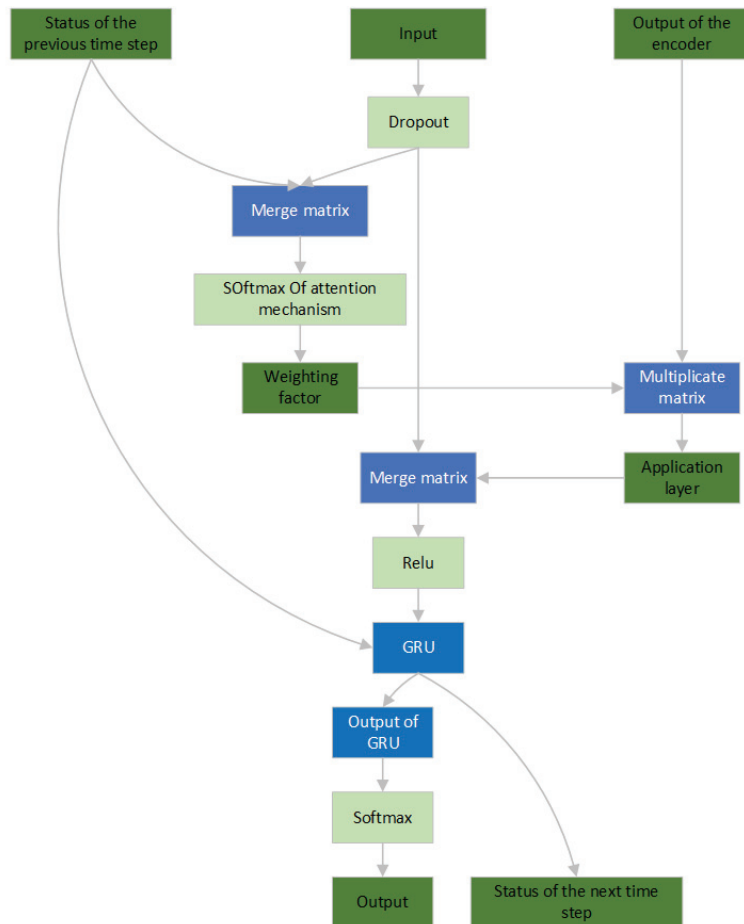 Status of the
previous time step
Input
Output of the
encoder
Dropout
Merge matrix
SOftmax Of attention
mechanism
Weighting
factor
Multiplicate
matrix
Merge matrix
Application
layer
Relu
GRU
Output of
GRU
Softmax
Output
Status of the next time
step